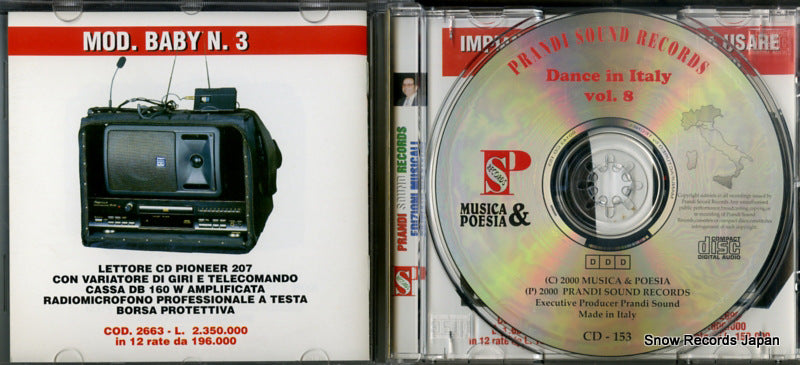 MOD. BABY N. 3
LETTORE CD PIONEER 207
CON VARIATORE DI GIRI E TELECOMANDO
CASSA DB 160 W AMPLIFICATA
RADIOMICROFONO PROFESSIONALE A TESTA
BORSA PROTETTIVA
COD. 2663 - L. 2.350.000
in 12 rate da 196.000
PRANDI SOUND RECORDS
EDIZIONI MUSICALI
USARE
PRANDI SOUND RECORDS
Dance in Italy
vol. 8
PS
RECORDS
MUSICA
& POESIA
COMPACT
disc
DIGITAL AUDIO
D D D
(C) 2000 MUSICA & POESIA
(P) 2000 PRANDI SOUND RECORDS
Executive Producer Prandi Sound
Made in Italy
CD - 153
Snow Records Japan